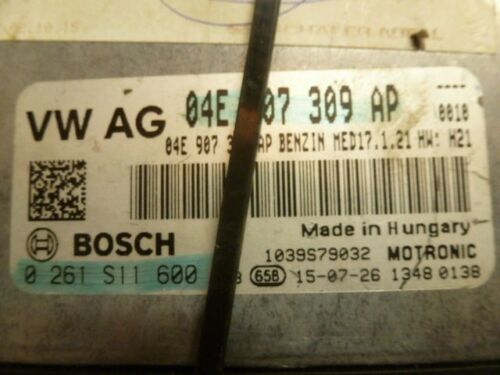 VW AG 04E 907 309 AP
0010
04E 907 3 AP BENZIN MED17.1.21 HW: H21
Made in Hungary
BOSCH
1039S79032 MOTRONIC
0 261 S11 600
658 15-07-26 1348 0138